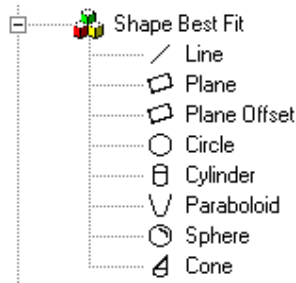 Shape Best Fit
Line
Plane
Plane Offset
Circle
Cylinder
Paraboloid
Sphere
Cone